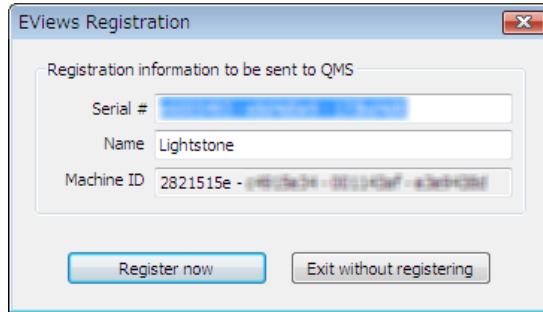 EViews Registration
Registration information to be sent to QMS
Serial #
Name Lightstone
Machine ID 2821515e -
Register now Exit without registering